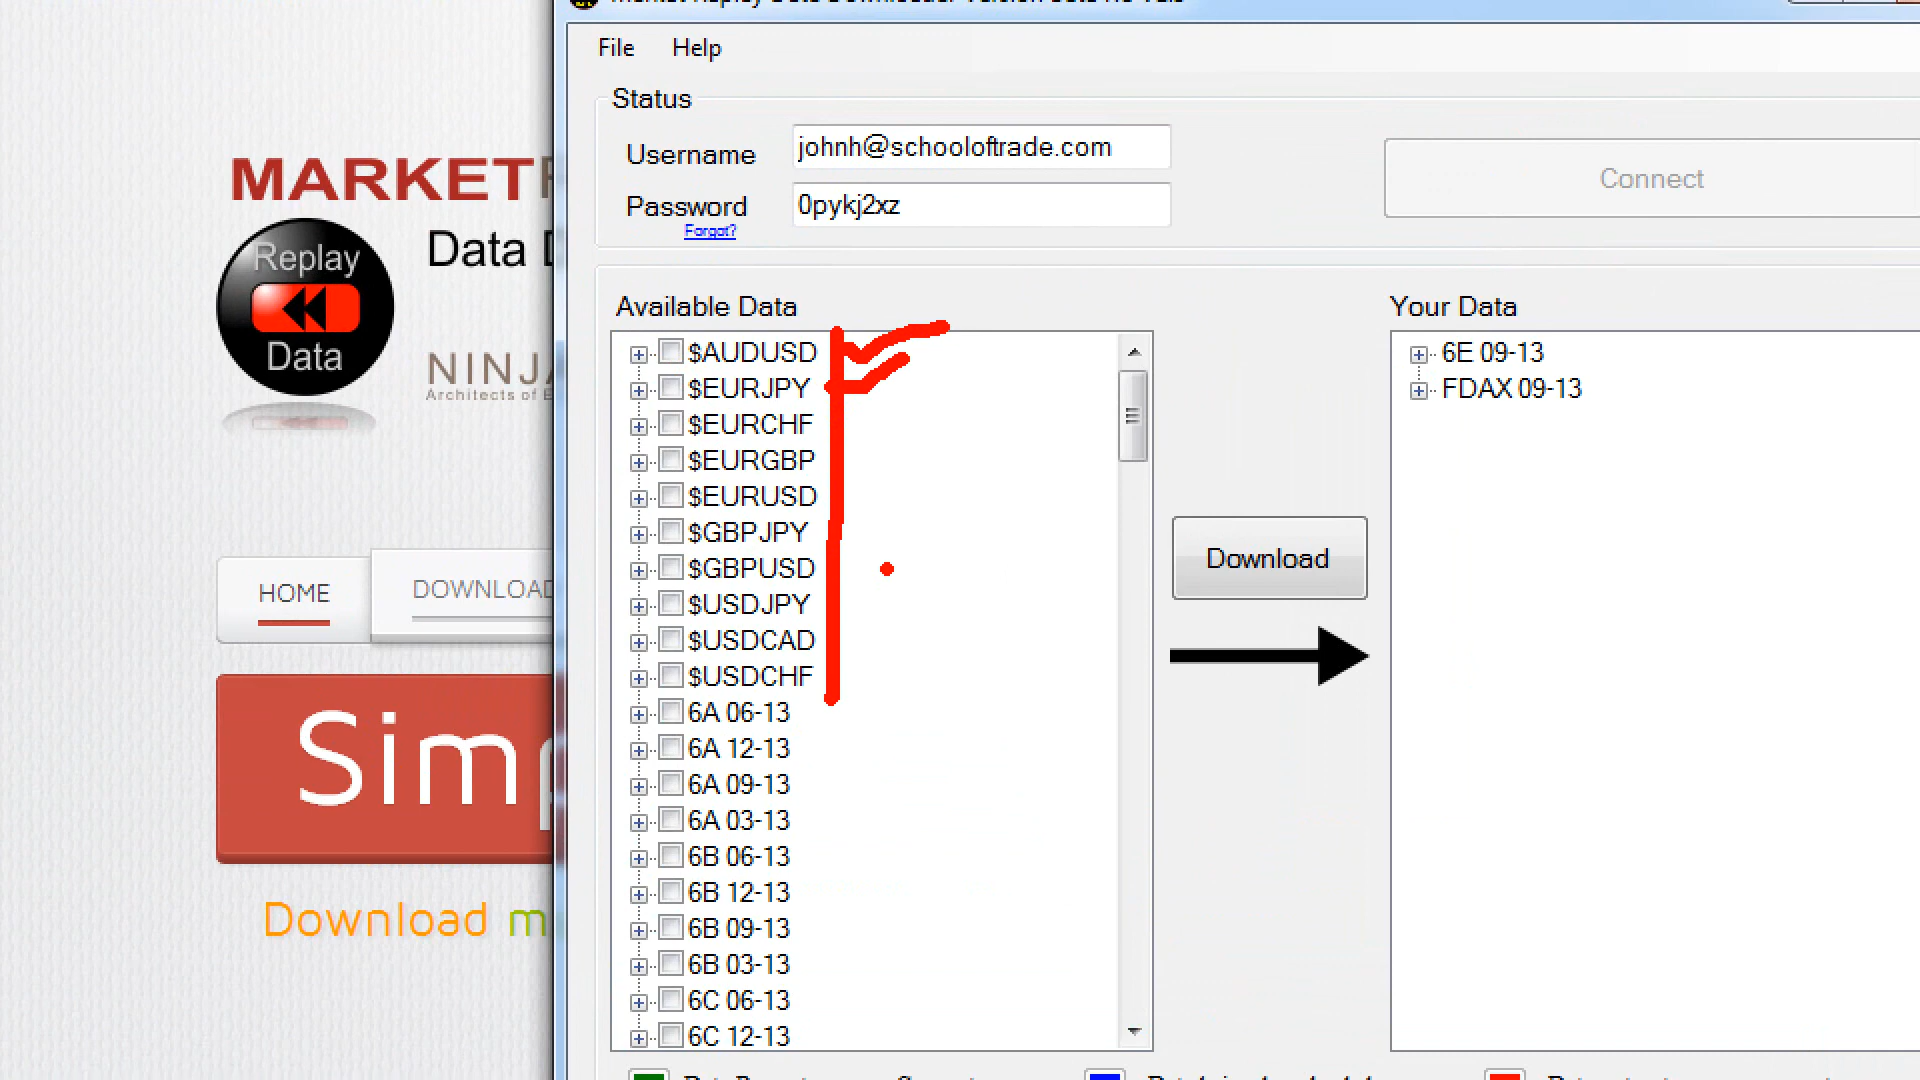 File Help
Status
Username johnh@schooloftrade.com
Password 0pykj2xz
Forgot?
Connect
MARKET
Replay
Data
Data
NINJ
Architects of E
HOME
DOWNLOAD
Sim
Download m
Available Data
$AUDUSD
$EURJPY
$EURCHF
$EURGBP
$EURUSD
$GBPJPY
$GBPUSD
$USDJPY
$USDCAD
$USDCHF
6A 06-13
6A 12-13
6A 09-13
6A 03-13
6B 06-13
6B 12-13
6B 09-13
6B 03-13
6C 06-13
6C 12-13
Download
Your Data
6E 09-13
FDAX 09-13